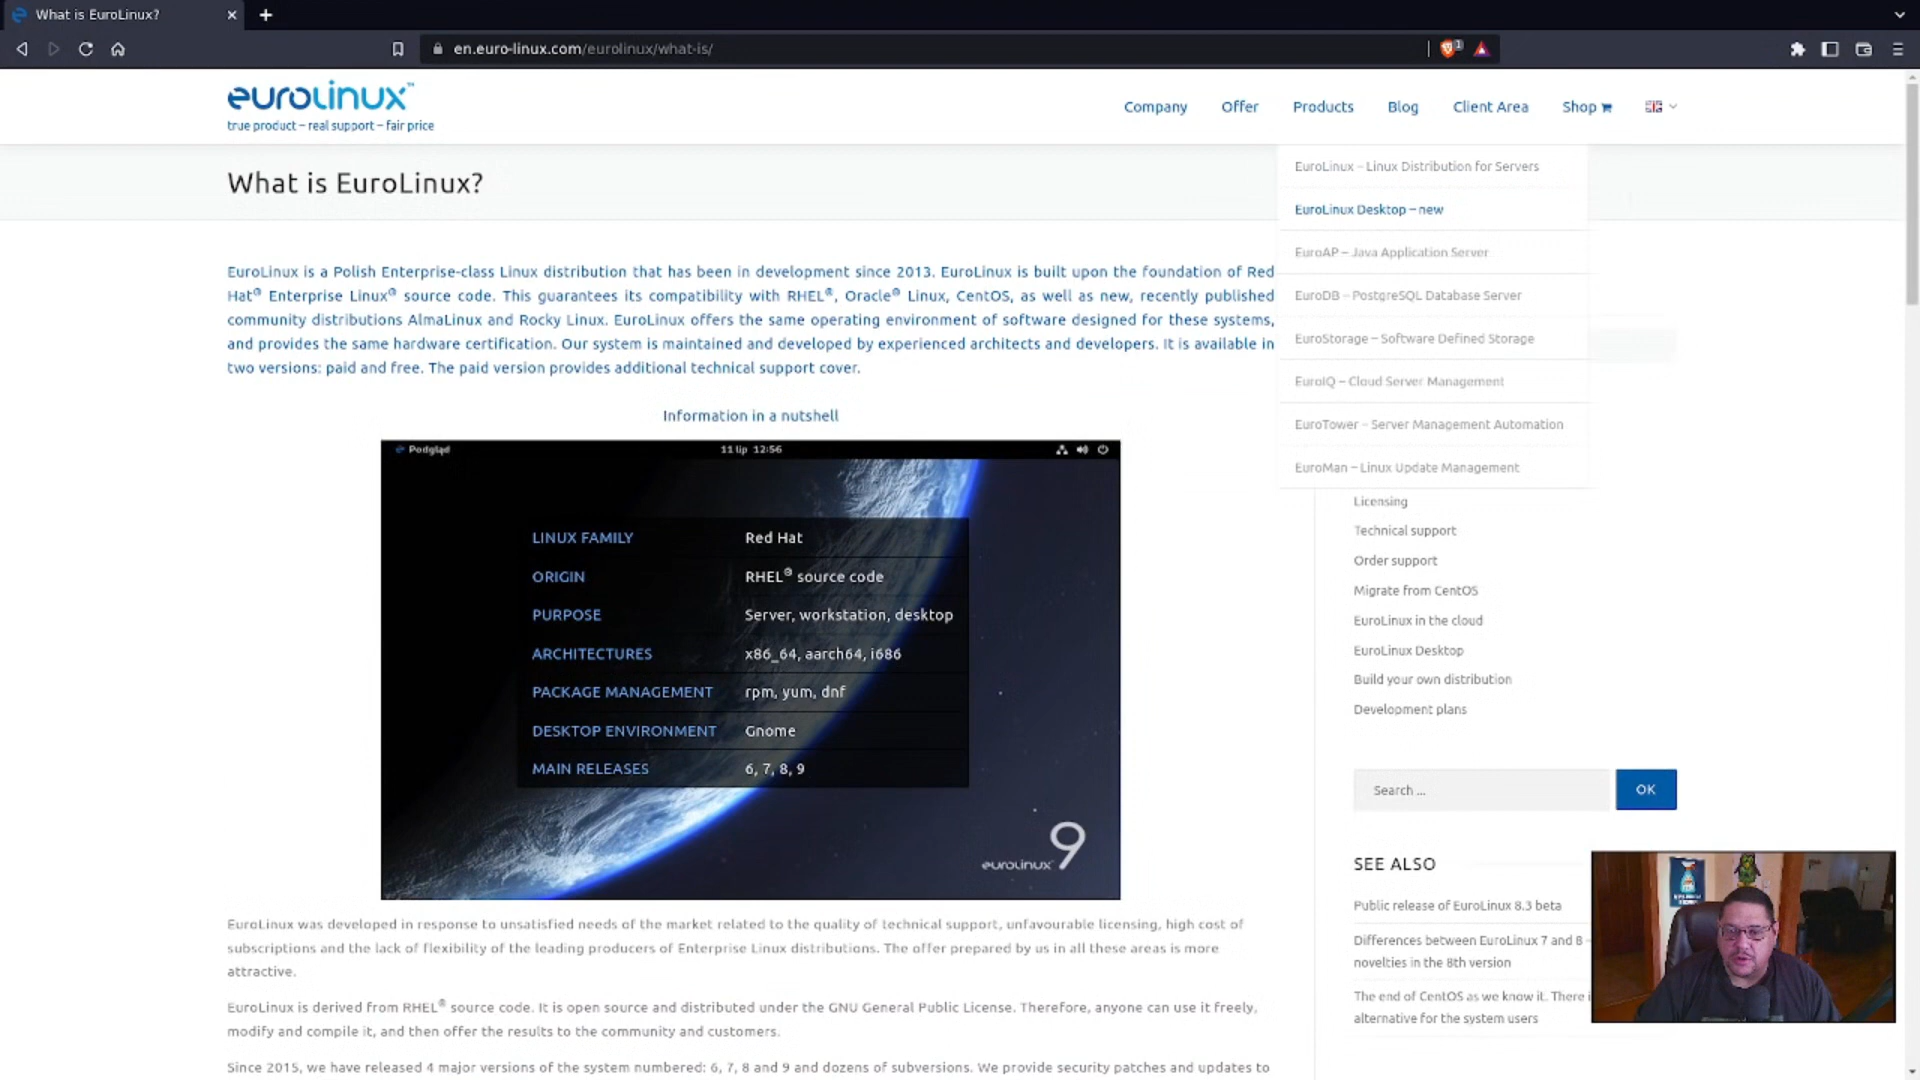 What is EuroLinux?
en.euro-linux.com/eurolinux/what-is/
1
eurolinux™
true product – real support – fair price
Company
Offer
Products
Blog
Client Area
Shop
What is EuroLinux?
EuroLinux – Linux Distribution for Servers
EuroLinux Desktop – new
EuroAP – Java Application Server
EuroDB – PostgreSQL Database Server
EuroStorage – Software Defined Storage
EuroIQ – Cloud Server Management
EuroTower – Server Management Automation
EuroMan – Linux Update Management
EuroLinux is a Polish Enterprise-class Linux distribution that has been in development since 2013. EuroLinux is built upon the foundation of Red
Hat® Enterprise Linux® source code. This guarantees its compatibility with RHEL®, Oracle® Linux, CentOS, as well as new, recently published
community distributions AlmaLinux and Rocky Linux. EuroLinux offers the same operating environment of software designed for these systems,
and provides the same hardware certification. Our system is maintained and developed by experienced architects and developers. It is available in
two versions: paid and free. The paid version provides additional technical support cover.
Information in a nutshell
Podgląd
11 lip 12:56
LINUX FAMILY Red Hat
ORIGIN RHEL® source code
PURPOSE Server, workstation, desktop
ARCHITECTURES x86_64, aarch64, i686
PACKAGE MANAGEMENT rpm, yum, dnf
DESKTOP ENVIRONMENT Gnome
MAIN RELEASES 6, 7, 8, 9
eurolinux 9
EuroLinux was developed in response to unsatisfied needs of the market related to the quality of technical support, unfavourable licensing, high cost of
subscriptions and the lack of flexibility of the leading producers of Enterprise Linux distributions. The offer prepared by us in all these areas is more
attractive.
EuroLinux is derived from RHEL® source code. It is open source and distributed under the GNU General Public License. Therefore, anyone can use it freely,
modify and compile it, and then offer the results to the community and customers.
Since 2015, we have released 4 major versions of the system numbered: 6, 7, 8 and 9 and dozens of subversions. We provide security patches and updates to
Licensing
Technical support
Order support
Migrate from CentOS
EuroLinux in the cloud
EuroLinux Desktop
Build your own distribution
Development plans
Search ...
OK
SEE ALSO
Public release of EuroLinux 8.3 beta
Differences between EuroLinux 7 and 8 –
novelties in the 8th version
The end of CentOS as we know it. There i
alternative for the system users